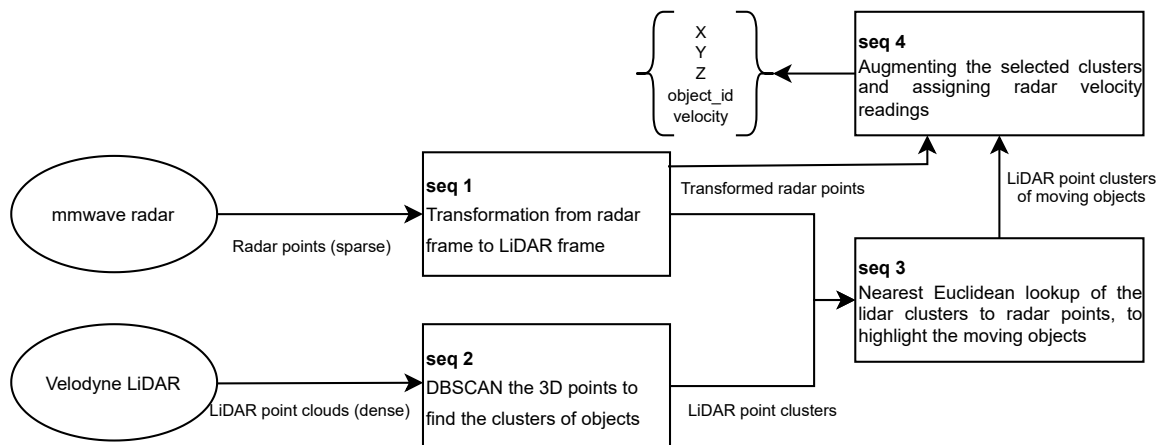 X
Y
Z
object_id
velocity
seq 4
Augmenting the selected clusters
and assigning radar velocity
readings
mmwave radar
Radar points (sparse)
seq 1
Transformation from radar
frame to LiDAR frame
Transformed radar points
LiDAR point clusters
of moving objects
seq 3
Nearest Euclidean lookup of the
lidar clusters to radar points, to
highlight the moving objects
Velodyne LiDAR
LiDAR point clouds (dense)
seq 2
DBSCAN the 3D points to
find the clusters of objects
LiDAR point clusters